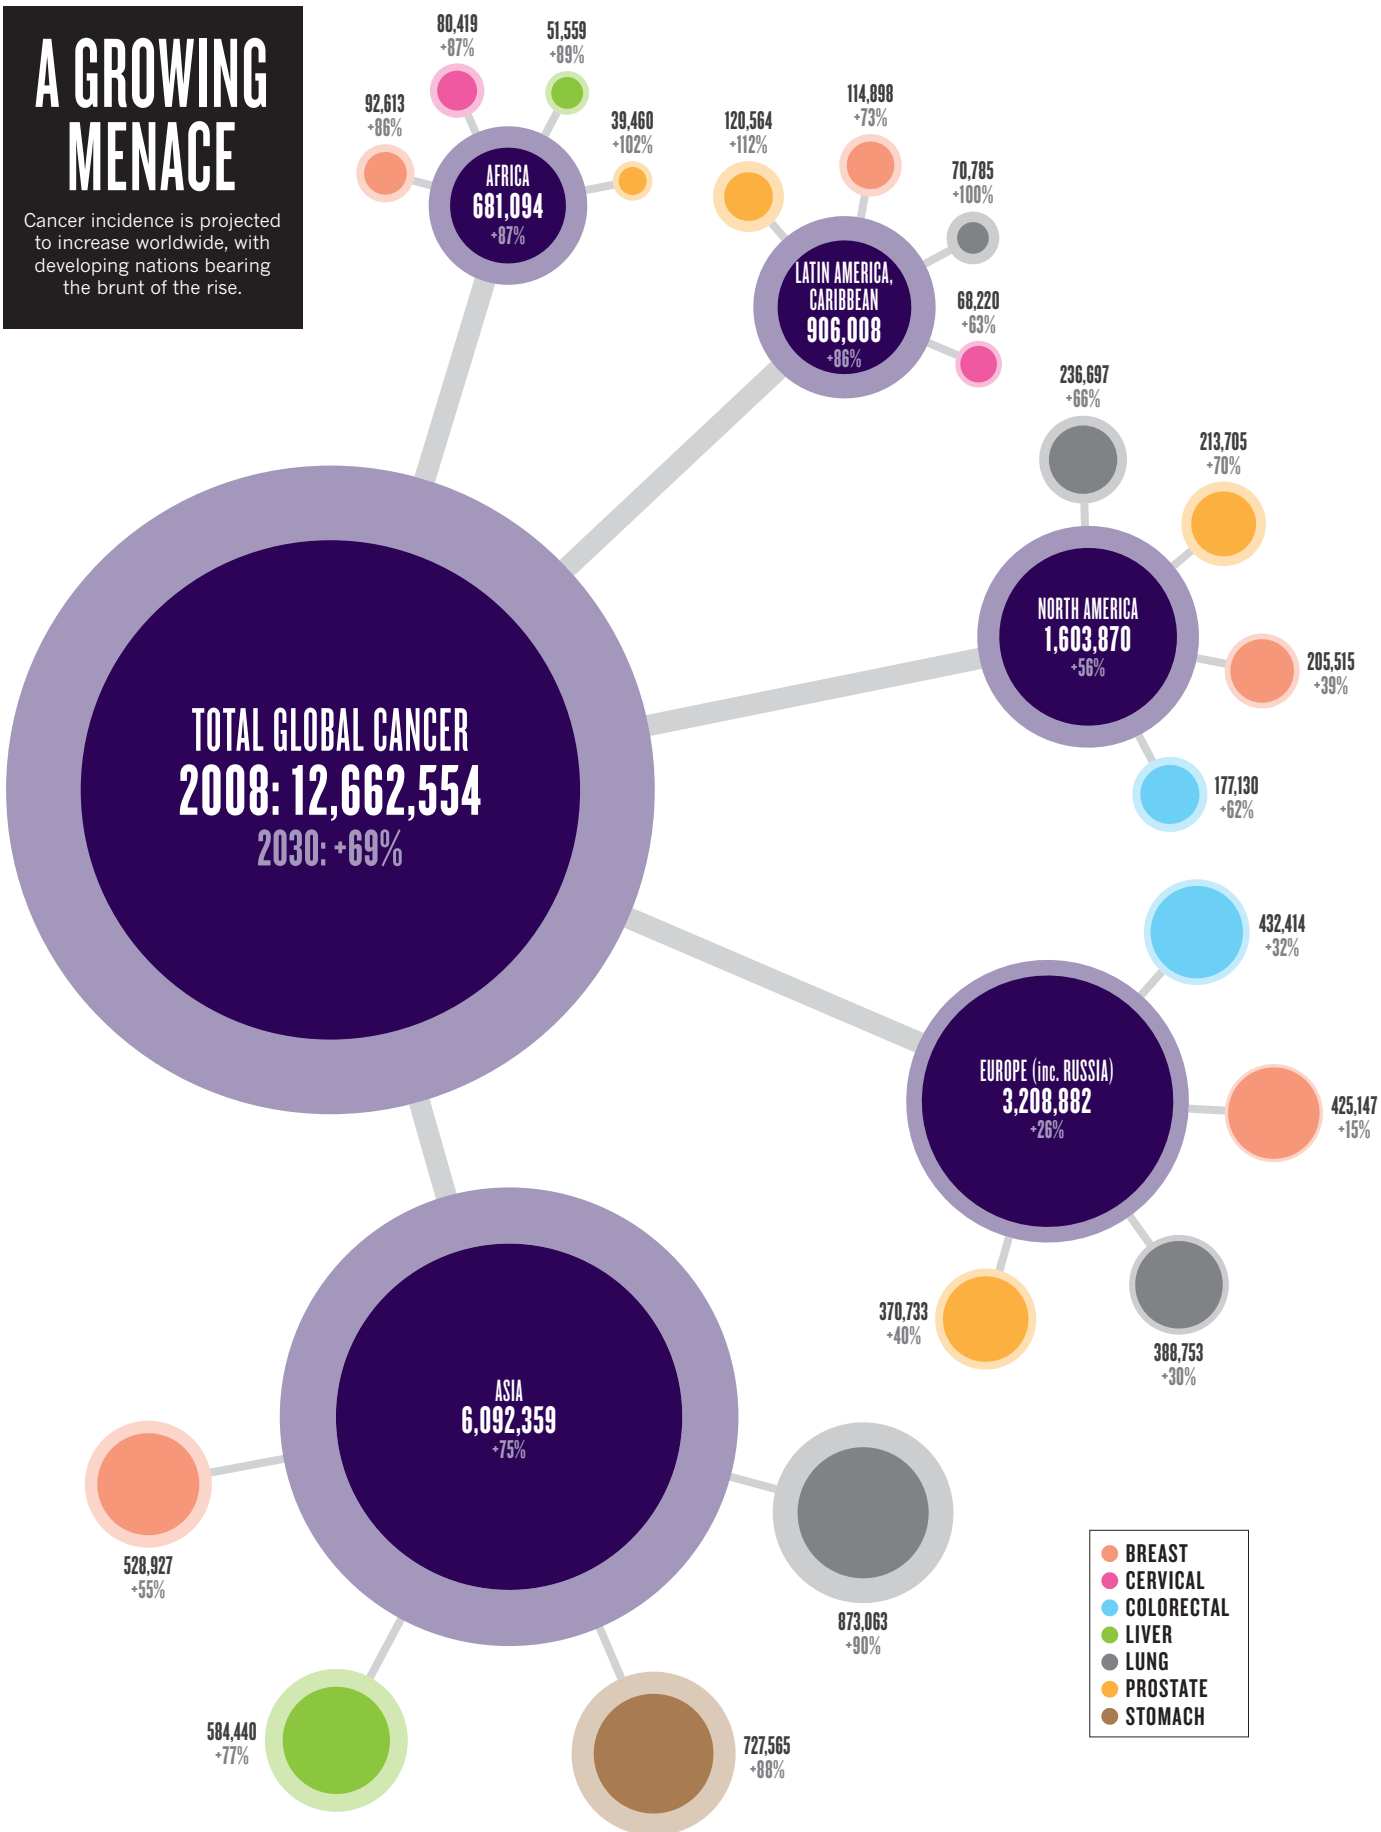 A GROWING
MENACE
Cancer incidence is projected
to increase worldwide, with
developing nations bearing
the brunt of the rise.
80,419
+87%
51,559
+89%
92,613
+86%
39,460
+102%
AFRICA
681,094
+87%
120,564
+112%
114,898
+73%
70,785
+100%
68,220
+63%
LATIN AMERICA,
CARIBBEAN
906,008
+86%
236,697
+66%
213,705
+70%
205,515
+39%
177,130
+62%
NORTH AMERICA
1,603,870
+56%
TOTAL GLOBAL CANCER
2008: 12,662,554
2030: +69%
432,414
+32%
425,147
+15%
388,753
+30%
370,733
+40%
EUROPE (inc. RUSSIA)
3,208,882
+26%
ASIA
6,092,359
+75%
528,927
+55%
873,063
+90%
584,440
+77%
727,565
+88%
BREAST
CERVICAL
COLORECTAL
LIVER
LUNG
PROSTATE
STOMACH